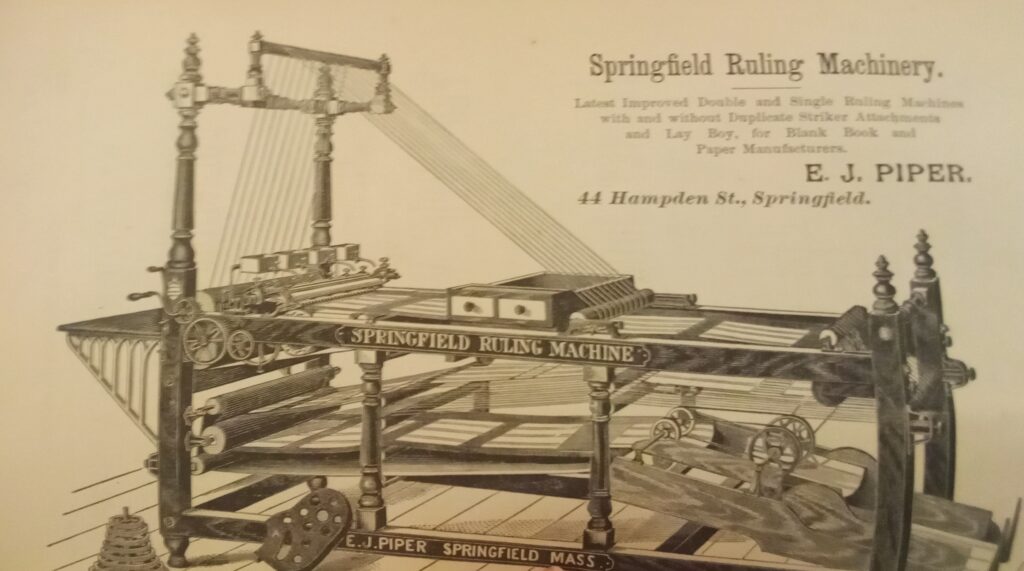 Springfield Ruling Machinery.
Latest Improved Double and Single Ruling Machines
with and without Duplicate Striker Attachments
and Lay Boy, for Blank Book and
Paper Manufacturers.
E. J. PIPER.
44 Hampden St., Springfield.
SPRINGFIELD RULING MACHINE
E. J. PIPER SPRINGFIELD MASS.